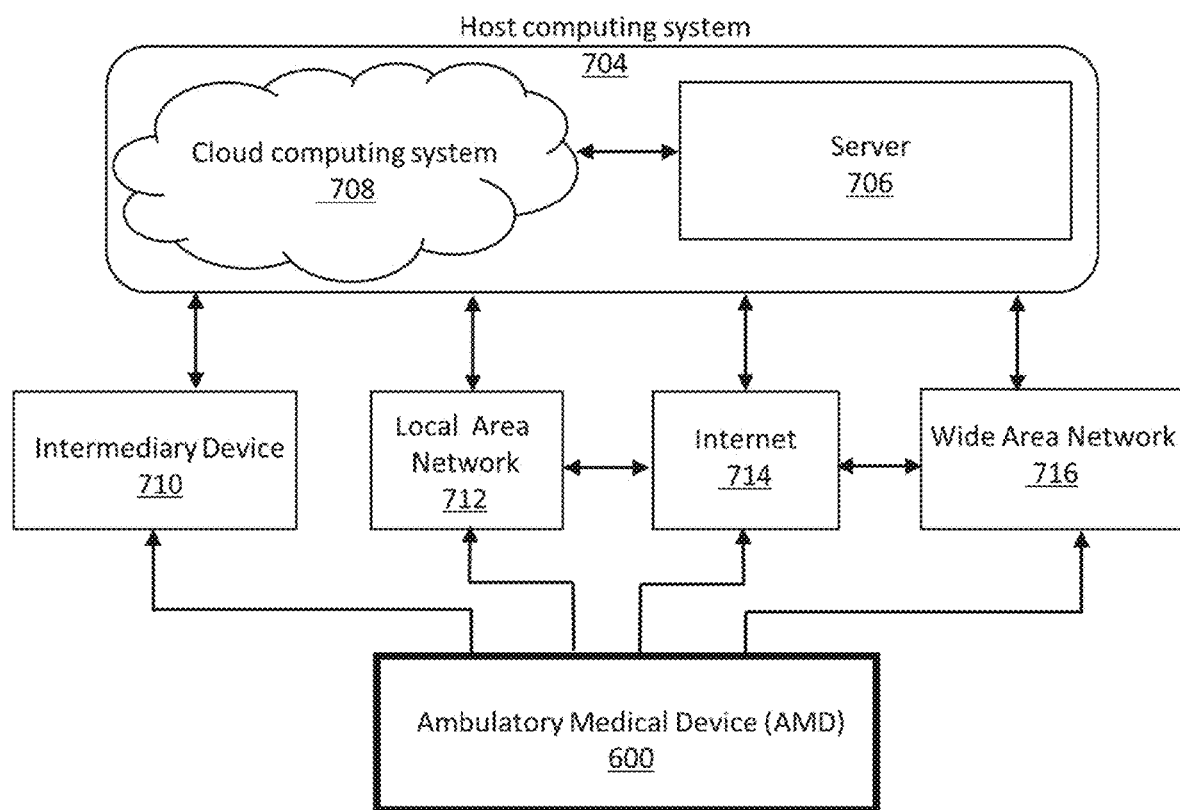 Host computing system
704
Cloud computing system
708
Server
706
Intermediary Device
710
Local Area
Network
712
Internet
714
Wide Area Network
716
Ambulatory Medical Device (AMD)
600